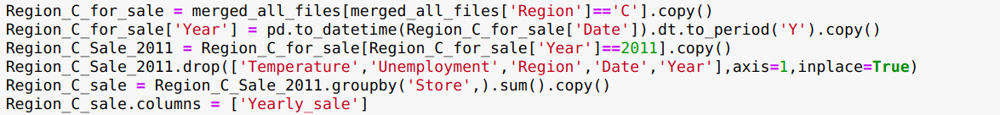 Region_C_for_sale = merged_all_files[merged_all_files['Region']=='C'].copy()
Region_C_for_sale['Year'] = pd.to_datetime(Region_C_for_sale['Date']).dt.to_period('Y').copy()
Region_C_Sale_2011 = Region_C_for_sale[Region_C_for_sale['Year']==2011].copy()
Region_C_Sale_2011.drop(['Temperature','Unemployment','Region','Date','Year'],axis=1,inplace=True)
Region_C_sale = Region_C_Sale_2011.groupby('Store',).sum().copy()
Region_C_sale.columns = ['Yearly_sale']